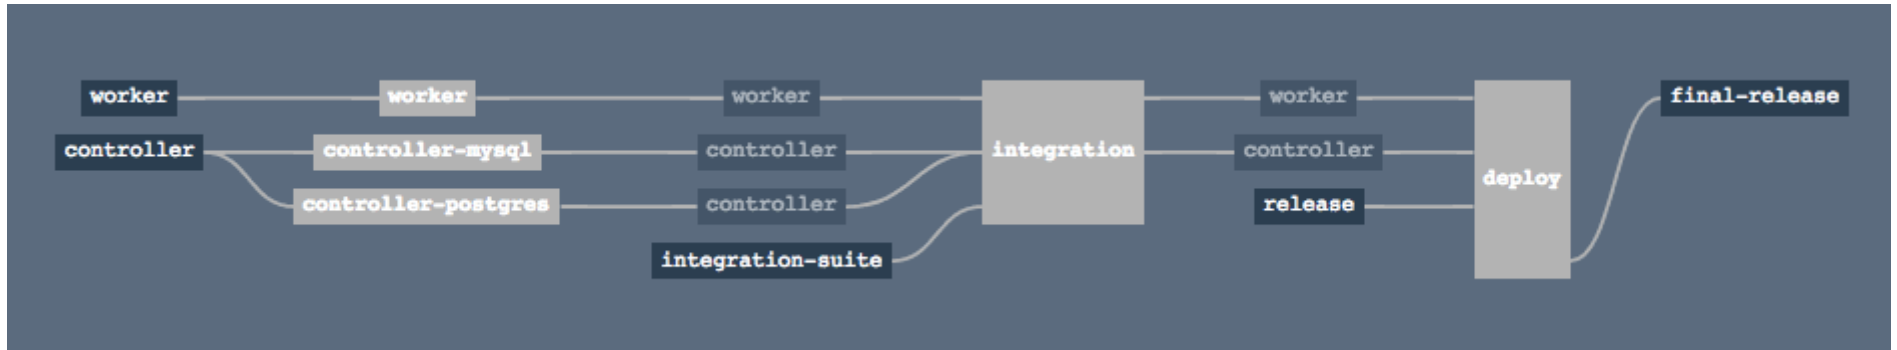 worker worker worker worker final-release
controller controller-mysql controller integration controller
deploy
controller-postgres controller release
integration-suite